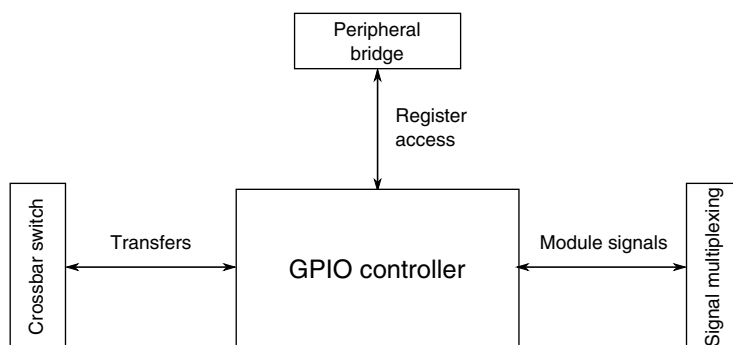 Peripheral
bridge
Register
access
Crossbar switch
Transfers
GPIO controller
Module signals
Signal multiplexing